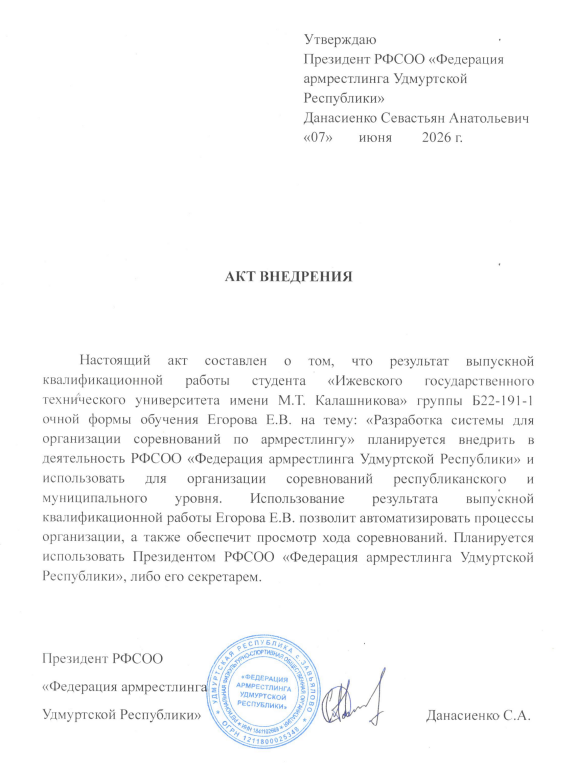 Утверждаю
Президент РФСОО «Федерация
армрестлинга Удмуртской
Республики»
Данасиенко Севастьян Анатольевич
«07» июня 2026 г.
АКТ ВНЕДРЕНИЯ
Настоящий акт составлен о том, что результат выпускной
квалификационной работы студента «Ижевского государственного
технического университета имени М.Т. Калашникова» группы Б22-191-1
очной формы обучения Егорова Е.В. на тему: «Разработка системы для
организации соревнований по армрестлингу» планируется внедрить в
деятельность РФСОО «Федерация армрестлинга Удмуртской Республики» и
использовать для организации соревнований республиканского и
муниципального уровня. Использование результата выпускной
квалификационной работы Егорова Е.В. позволит автоматизировать процессы
организации, а также обеспечит просмотр хода соревнований. Планируется
использовать Президентом РФСОО «Федерация армрестлинга Удмуртской
Республики», либо его секретарем.
Президент РФСОО
«Федерация армрестлинга
Удмуртской Республики»
Данасиенко С.А.
УДМУРТСКАЯ РЕСПУБЛИКА с.ЗАВЬЯЛОВО
ОГРН 1211800025348
«ФЕДЕРАЦИЯ
АРМРЕСТЛИНГА
УДМУРТСКОЙ
РЕСПУБЛИКИ»